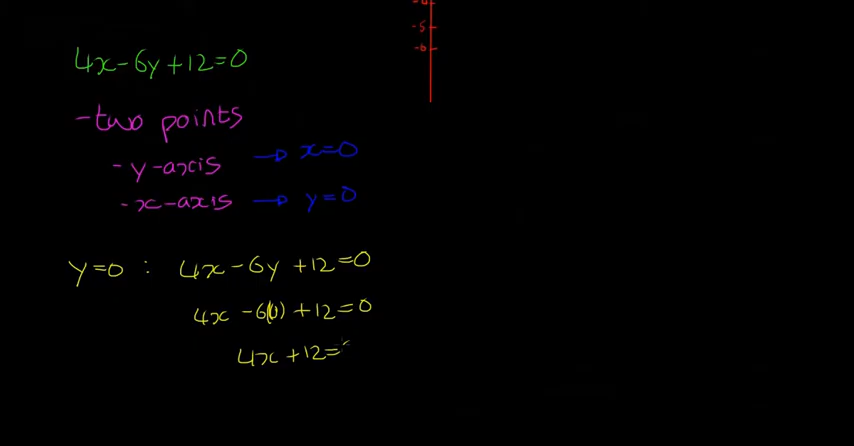 -5
-6
4x-6y+12=0
-two points
-y-axis → x=0
-x-axis → y=0
y=0 : 4x-6y+12=0
4x-6(0)+12=0
4x+12=